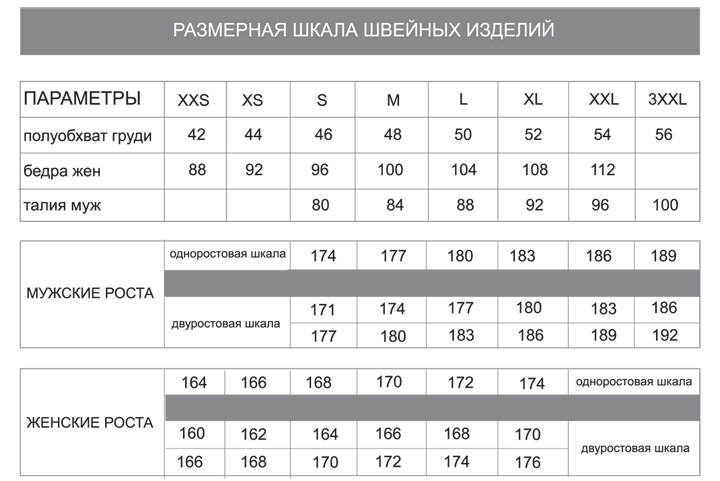 РАЗМЕРНАЯ ШКАЛА ШВЕЙНЫХ ИЗДЕЛИЙ
ПАРАМЕТРЫ XXS XS S M L XL XXL 3XXL
полуобхват груди 42 44 46 48 50 52 54 56
бедра жен 88 92 96 100 104 108 112
талия муж 80 84 88 92 96 100
одноростовая шкала 174 177 180 183 186 189
МУЖСКИЕ РОСТА
двуростовая шкала 171 174 177 180 183 186
177 180 183 186 189 192
164 166 168 170 172 174 одноростовая шкала
ЖЕНСКИЕ РОСТА
160 162 164 166 168 170 двуростовая шкала
166 168 170 172 174 176